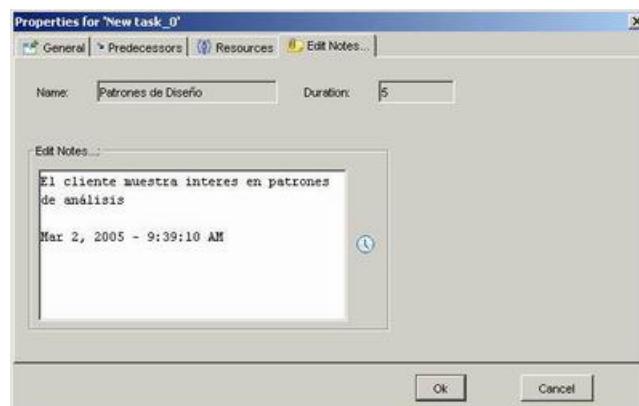 Properties for 'New task_0'
General Predecessors Resources Edit Notes...
Name: Patrones de Diseño Duration: 5
Edit Notes...:
El cliente muestra interes en patrones
de análisis
Mar 2, 2005 - 9:39:10 AM
Ok Cancel